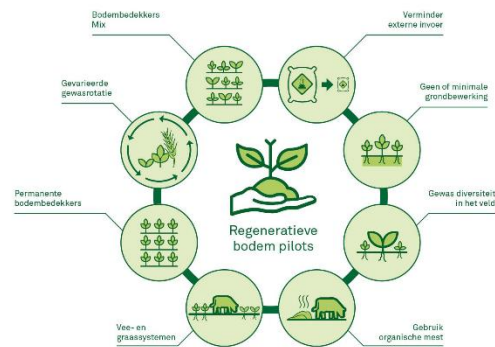 Bodembedekkers
Mix
Verminder
externe invoer
Gevarieerde
gewasrotatie
Geen of minimale
grondbewerking
Regeneratieve
bodem pilots
Permanente
bodembedekkers
Gewas diversiteit
in het veld
Vee- en
graassystemen
Gebruik
organische mest